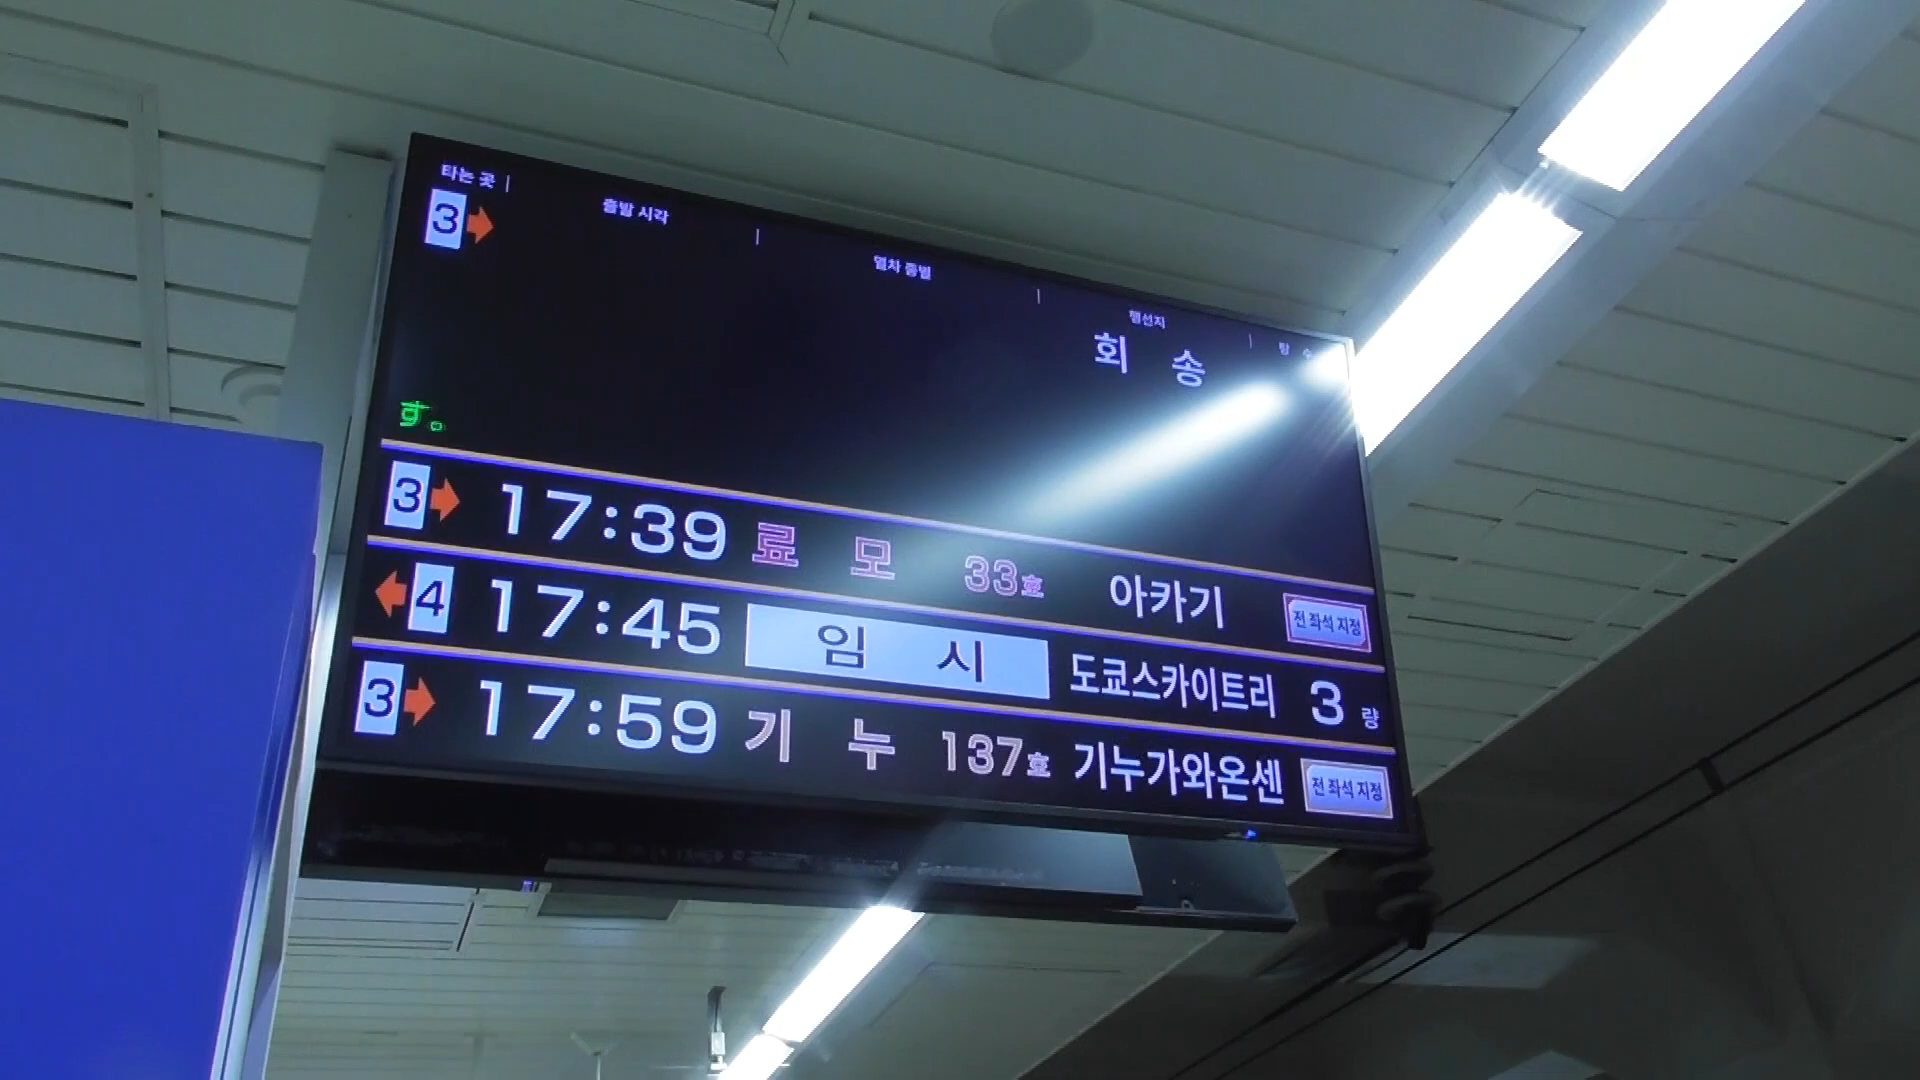 타는 곳 | 출발 시각 | 열차 종별 | 행선지 | 량 수
3 회 송
す。
3 17:39 료 모 33호 아카기 전 좌석 지정
4 17:45 임 시 도쿄스카이트리 3 량
3 17:59 기 누 137호 기누가와온센 전 좌석 지정